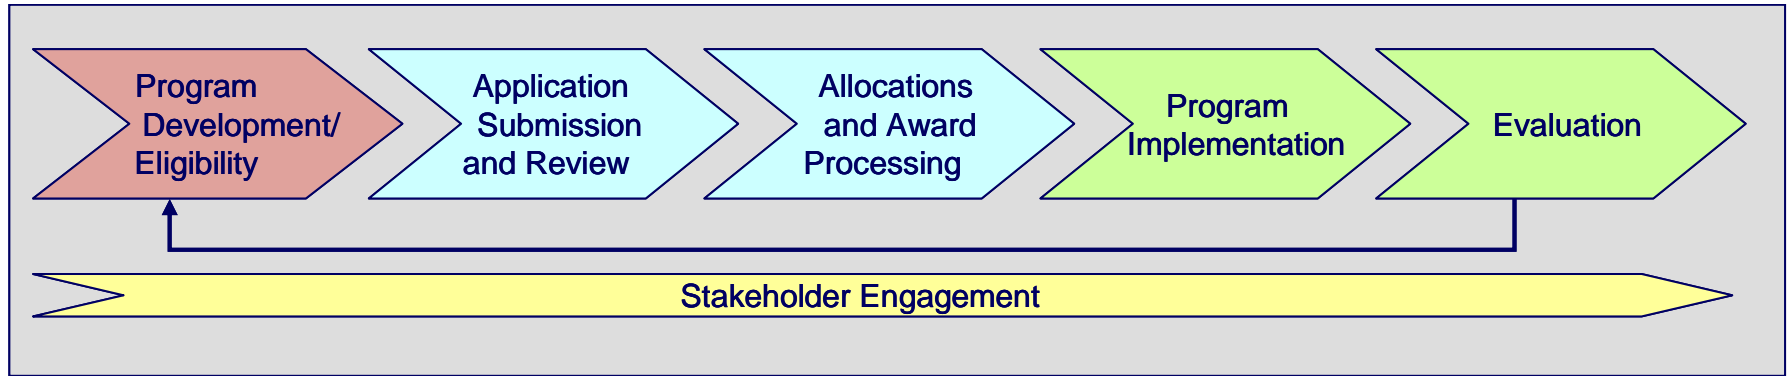 Program
Development/
Eligibility
Application
Submission
and Review
Allocations
and Award
Processing
Program
Implementation
Evaluation
Stakeholder Engagement